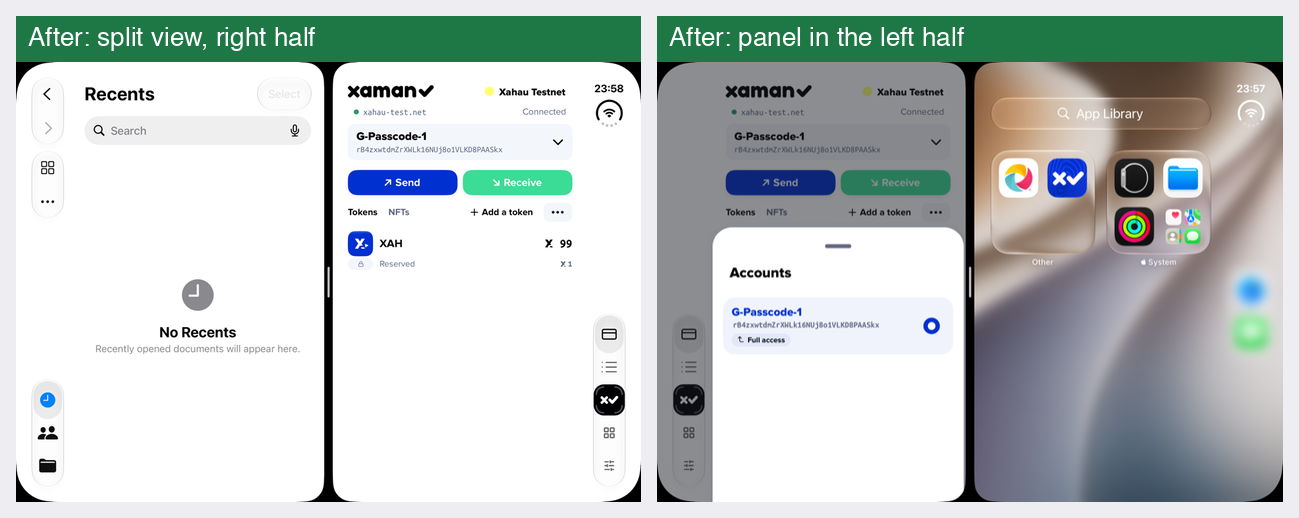 After: split view, right half
Recents
Select
Search
No Recents
Recently opened documents will appear here.
xaman
Xahau Testnet
23:58
xahau-test.net
Connected
G-Passcode-1
rB4zxwtdmZrXWLk16NUj8o1VLKD8PAASkx
Send
Receive
Tokens NFTs + Add a token
XAH 99
Reserved 1
After: panel in the left half
xaman
Xahau Testnet
xahau-test.net
Connected
G-Passcode-1
rB4zxwtdmZrXWLk16NUj8o1VLKD8PAASkx
Send
Receive
Tokens NFTs + Add a token
Accounts
G-Passcode-1
rB4zxwtdmZrXWLk16NUj8o1VLKD8PAASkx
Full access
23:57
App Library
Other
System